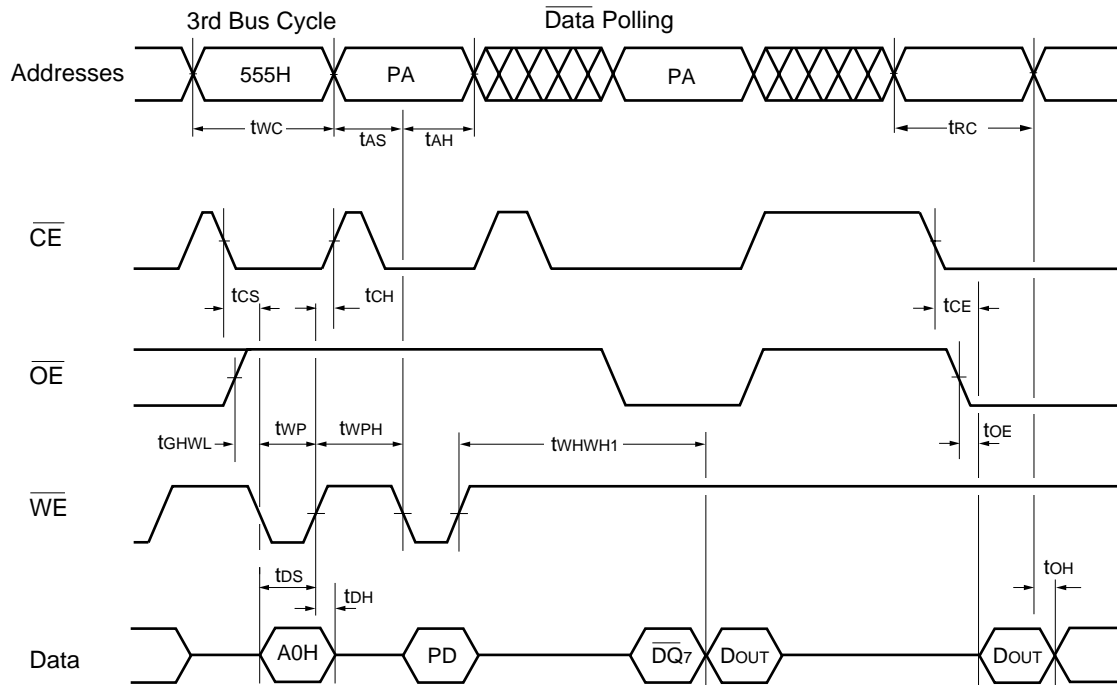 3rd Bus Cycle
Data Polling
Addresses
555H
PA
PA
tWC
tAS
tAH
tRC
CE
tCS
tCH
tCE
OE
tGHWL
tWP
tWPH
tWHWH1
tOE
WE
tDS
tDH
tOH
Data
A0H
PD
DQ7
DOUT
DOUT